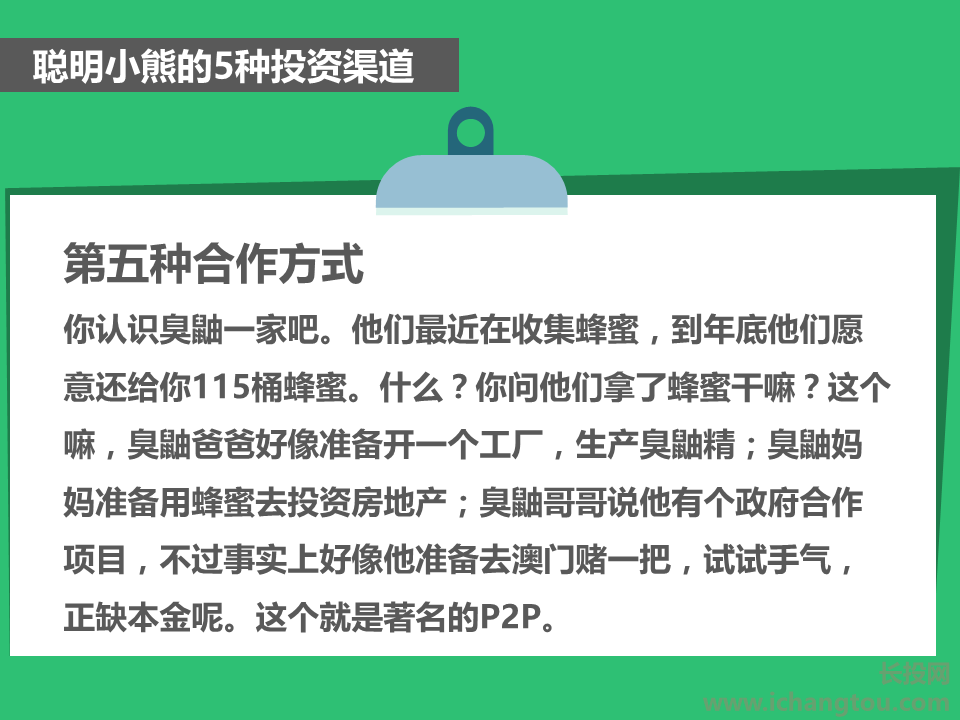 聪明小熊的5种投资渠道
第五种合作方式
你认识臭鼬一家吧。他们最近在收集蜂蜜，到年底他们愿
意还给你115桶蜂蜜。什么？你问他们拿了蜂蜜干嘛？这个
嘛，臭鼬爸爸好像准备开一个工厂，生产臭鼬精；臭鼬妈
妈准备用蜂蜜去投资房地产；臭鼬哥哥说他有个政府合作
项目，不过事实上好像他准备去澳门赌一把，试试手气，
正缺本金呢。这个就是著名的P2P。
长投网
www.ichangtou.com